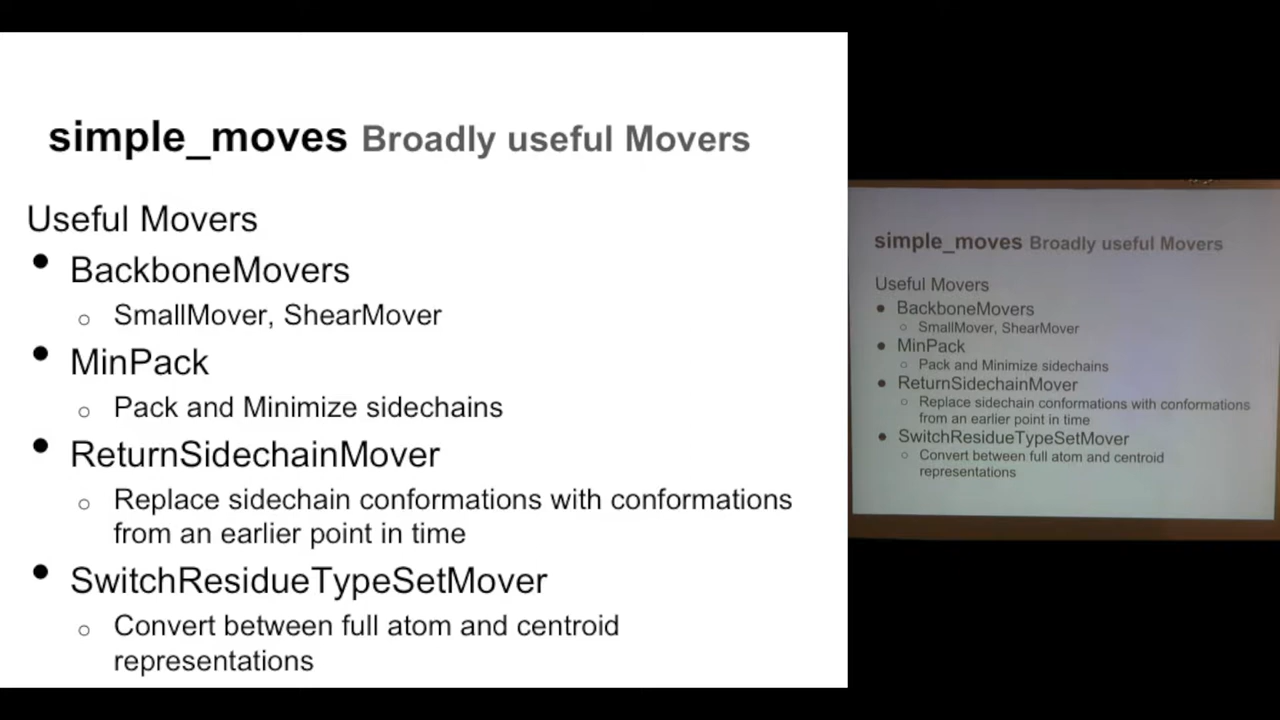 simple_moves Broadly useful Movers
Useful Movers
• BackboneMovers
○ SmallMover, ShearMover
• MinPack
○ Pack and Minimize sidechains
• ReturnSidechainMover
○ Replace sidechain conformations with conformations
from an earlier point in time
• SwitchResidueTypeSetMover
○ Convert between full atom and centroid
representations
simple_moves Broadly useful Movers
Useful Movers
● BackboneMovers
○ SmallMover, ShearMover
● MinPack
○ Pack and Minimize sidechains
● ReturnSidechainMover
○ Replace sidechain conformations with conformations
from an earlier point in time
● SwitchResidueTypeSetMover
○ Convert between full atom and centroid
representations